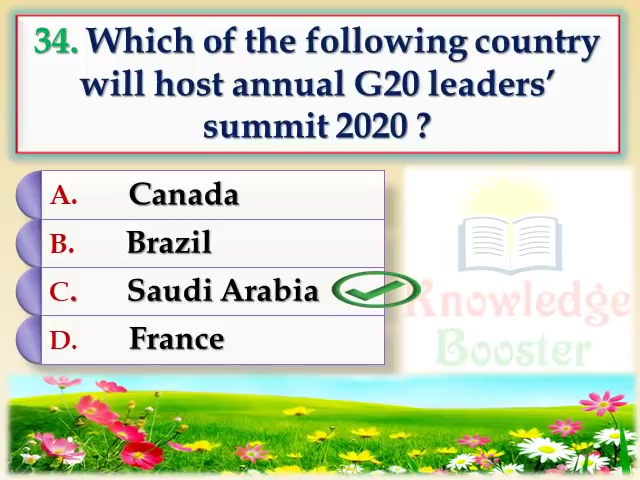 34. Which of the following country
will host annual G20 leaders’
summit 2020 ?
A. Canada
B. Brazil
C. Saudi Arabia
D. France
Knowledge
Booster